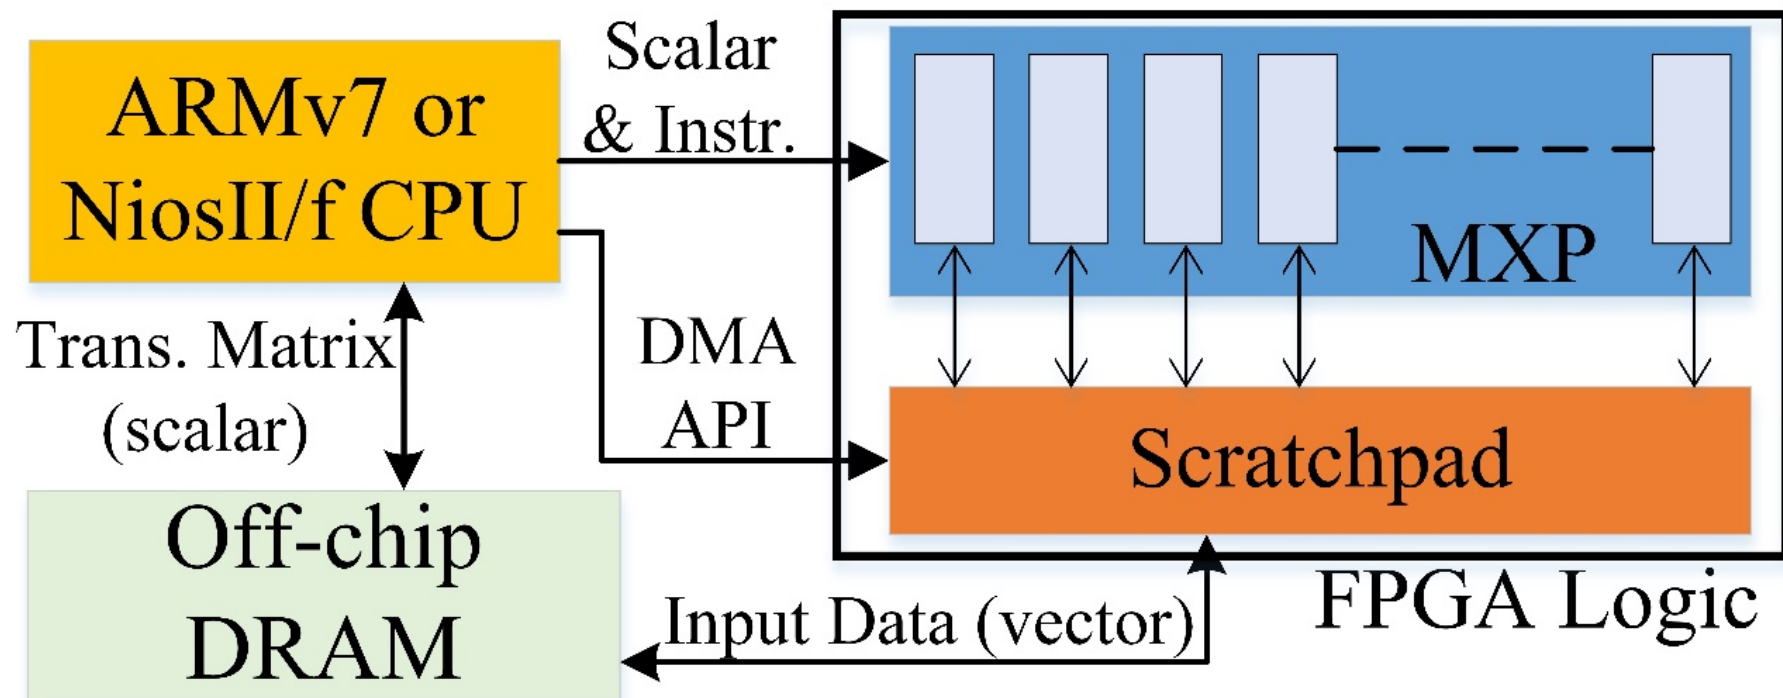 ARMv7 or
NiosII/f CPU
Scalar
& Instr.
MXP
Trans. Matrix
(scalar)
DMA
API
Scratchpad
Off-chip
DRAM
Input Data (vector)
FPGA Logic